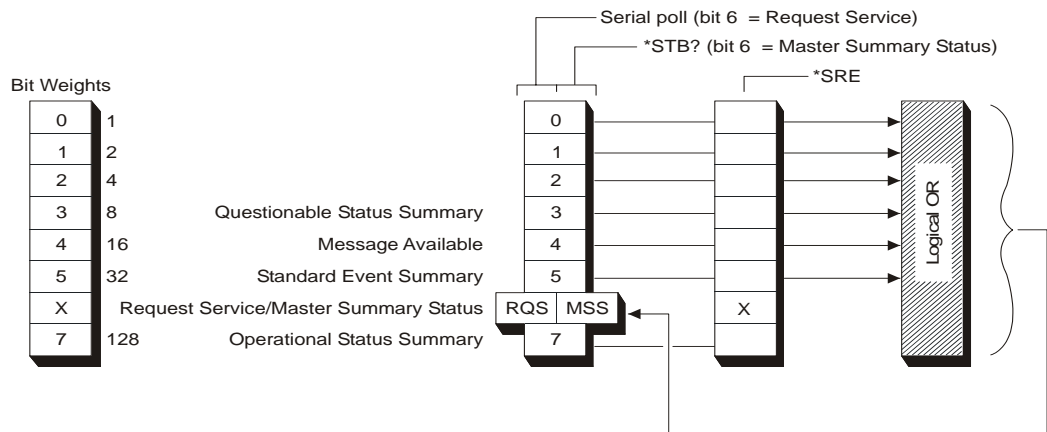 Serial poll (bit 6 = Request Service)
*STB? (bit 6 = Master Summary Status)
*SRE
Bit Weights
0 1 0
1 2 1
2 4 2
3 8 Questionable Status Summary 3
4 16 Message Available 4
5 32 Standard Event Summary 5
X Request Service/Master Summary Status RQS MSS X
7 128 Operational Status Summary 7
Logical OR